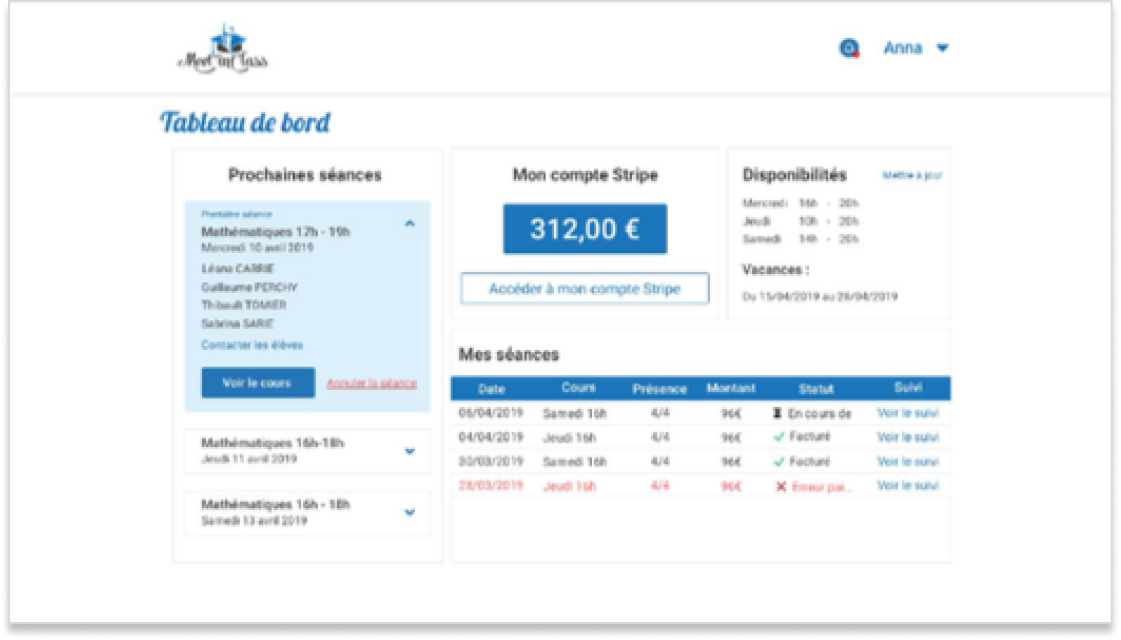 Meet in Class
Anna
Tableau de bord
Prochaines séances
Première séance
Mathématiques 17h - 19h
Mercredi 10 avril 2019
Léana CARRIE
Guillaume PERCHY
Thibault TOMIER
Sabrina SARIE
Contacter les élèves
Voir le cours
Annuler la séance
Mathématiques 16h-18h
Jeudi 11 avril 2019
Mathématiques 16h - 18h
Samedi 13 avril 2019
Mon compte Stripe
312,00 €
Accéder à mon compte Stripe
Disponibilités
Mettre à jour
Mercredi 16h - 20h
Jeudi 10h - 20h
Samedi 14h - 20h
Vacances :
Du 15/04/2019 au 28/04/2019
Mes séances
Date Cours Présence Montant Statut Suivi
06/04/2019 Samedi 16h 4/4 96€ En cours de Voir le suivi
04/04/2019 Jeudi 16h 4/4 96€ Facturé Voir le suivi
30/03/2019 Samedi 16h 4/4 96€ Facturé Voir le suivi
28/03/2019 Jeudi 16h 4/4 96€ Erreur pai... Voir le suivi